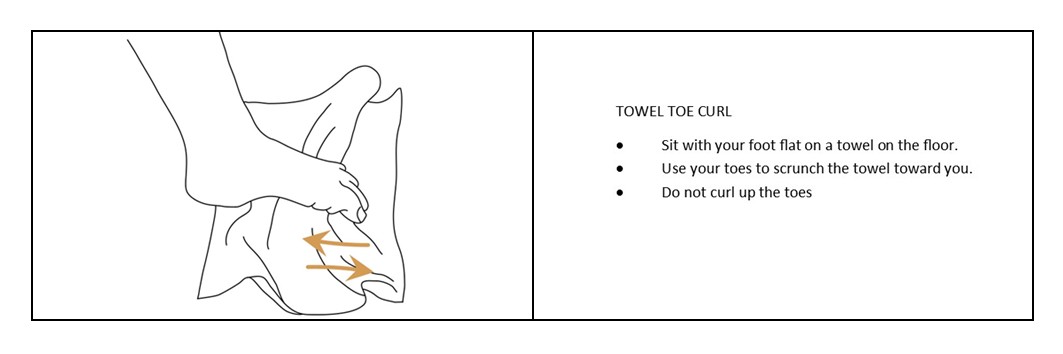 TOWEL TOE CURL
• Sit with your foot flat on a towel on the floor.
• Use your toes to scrunch the towel toward you.
• Do not curl up the toes